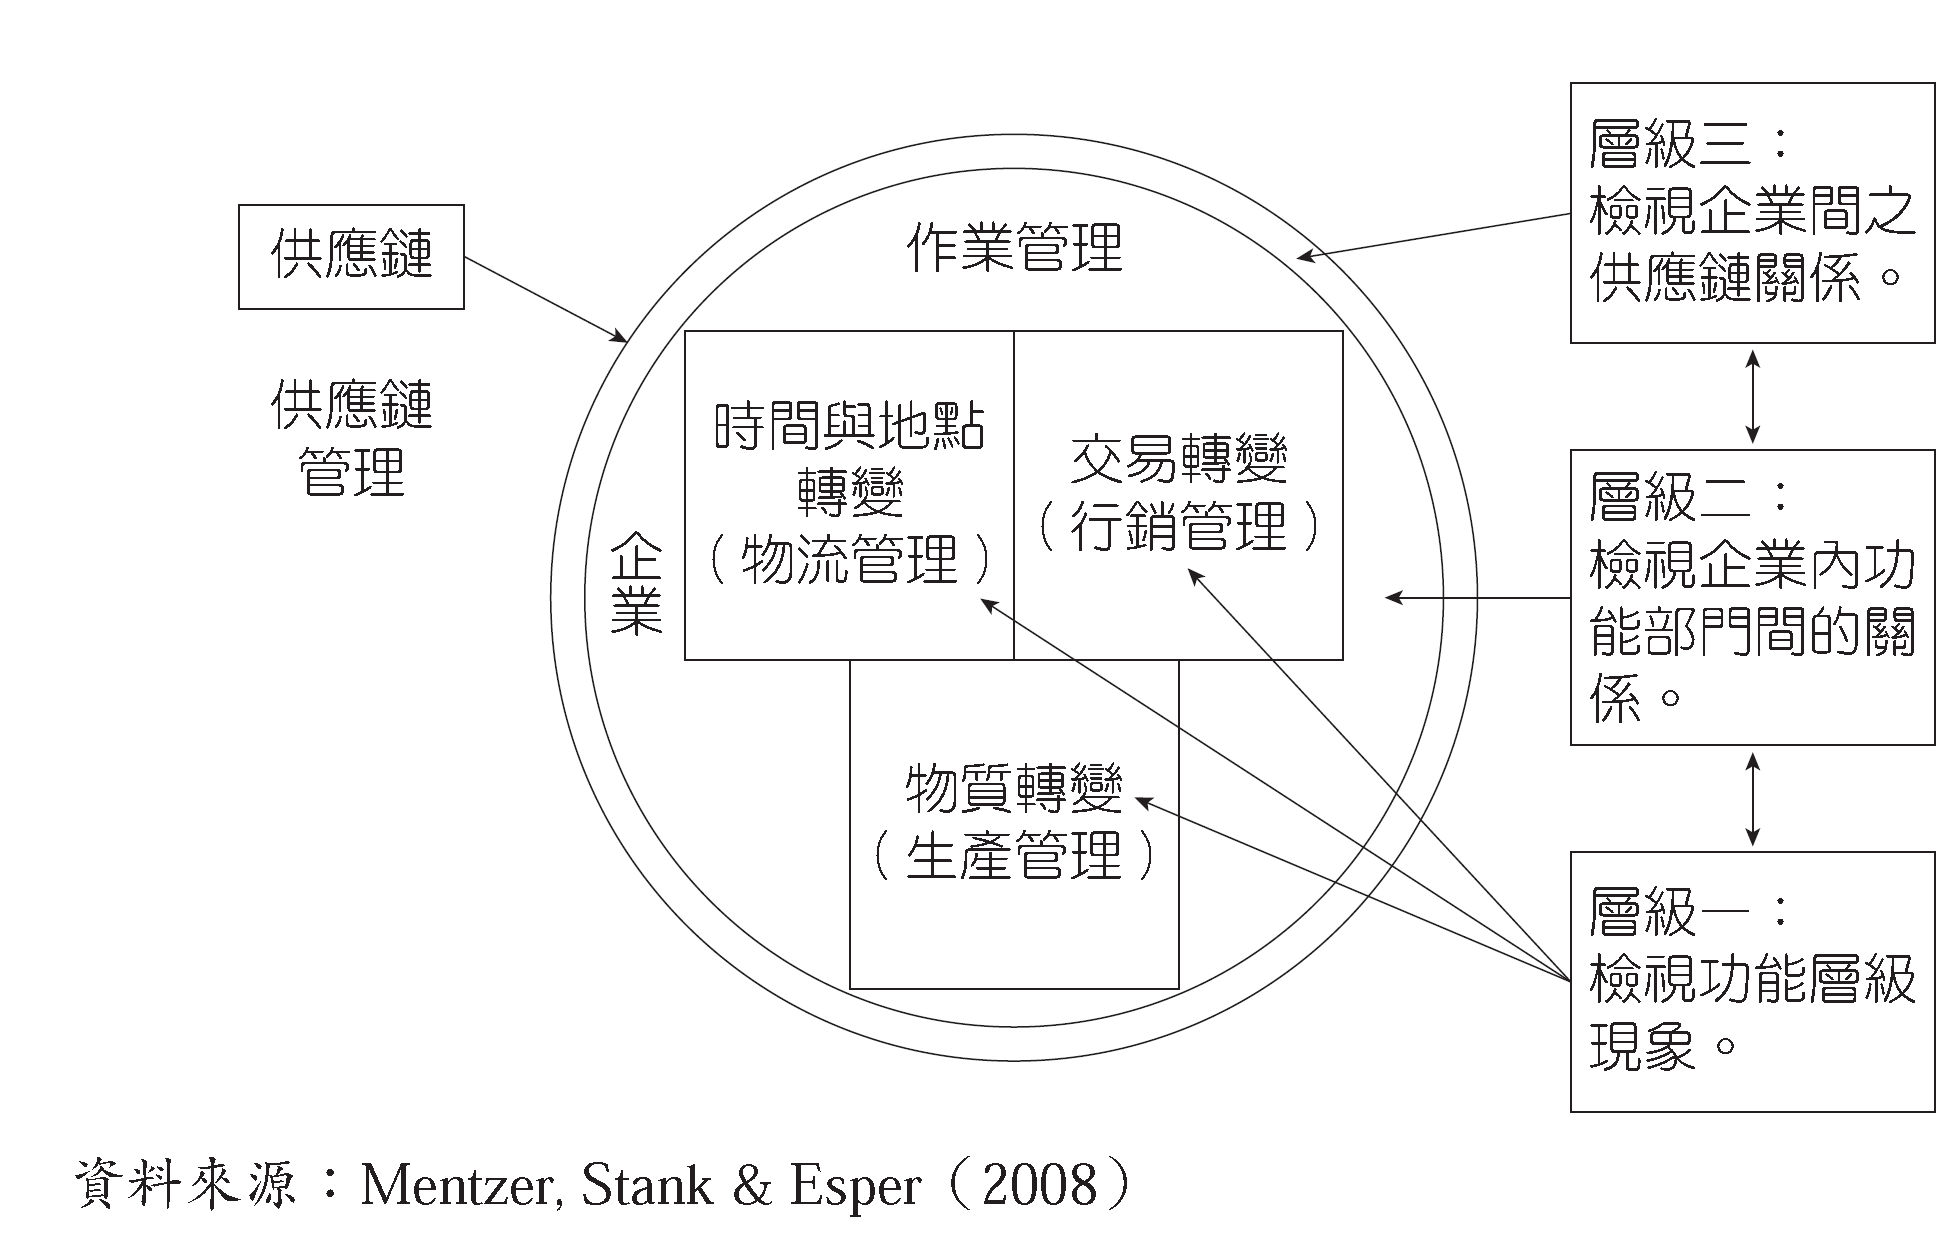 供應鏈
供應鏈
管理
作業管理
企
業
時間與地點
轉變
（物流管理）
交易轉變
（行銷管理）
物質轉變
（生產管理）
層級三：
檢視企業間之
供應鏈關係。
層級二：
檢視企業內功
能部門間的關
係。
層級一：
檢視功能層級
現象。
資料來源：Mentzer, Stank & Esper（2008）